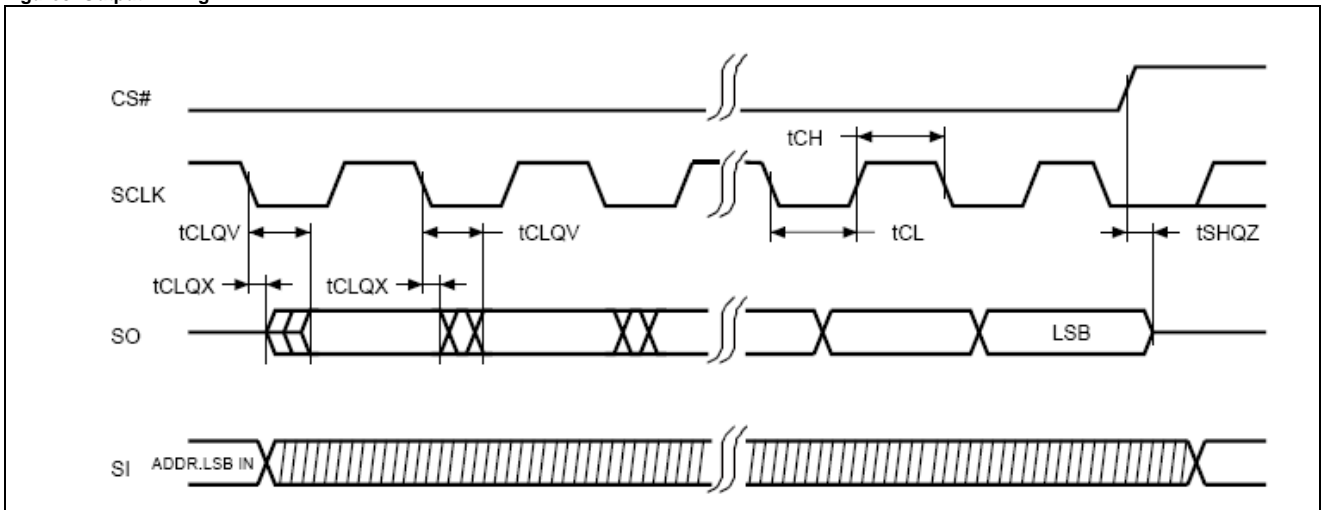 CS#
tCH
SCLK
tCLQV
tCLQV
tCL
tSHQZ
tCLQX
tCLQX
SO
LSB
SI
ADDR.LSB IN